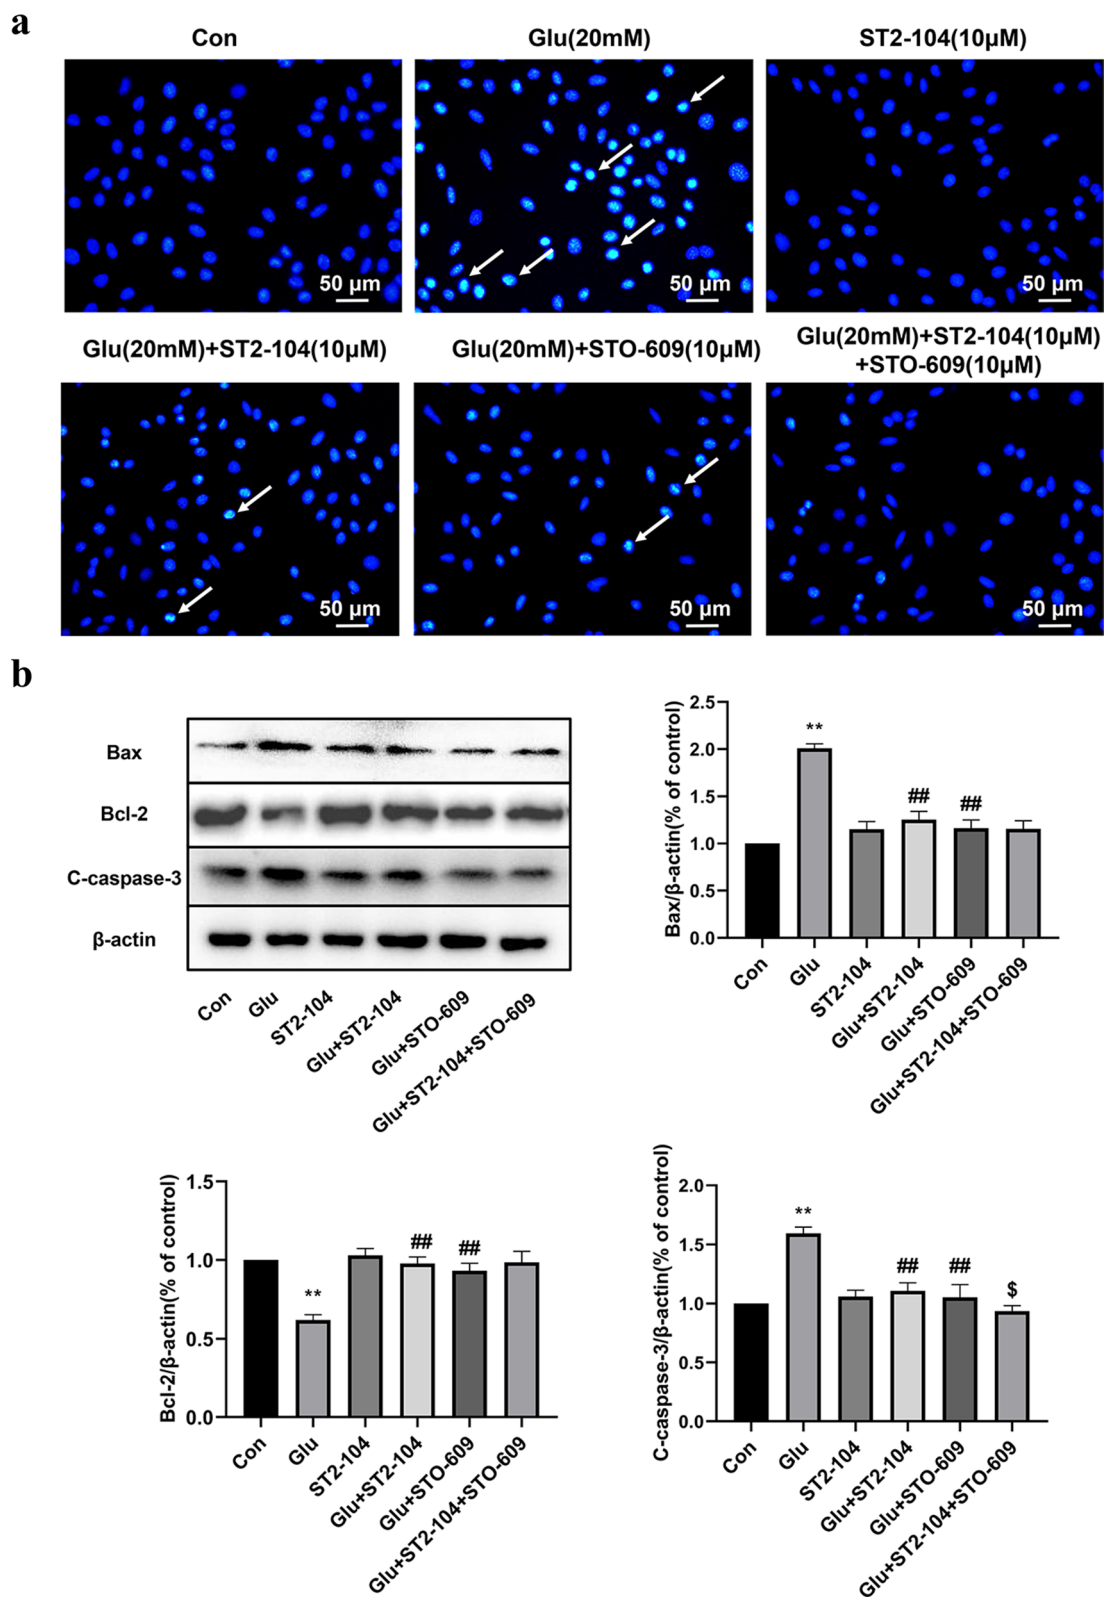 a
Con
Glu(20mM)
ST2-104(10μM)
50 μm
50 μm
50 μm
Glu(20mM)+ST2-104(10μM)
Glu(20mM)+STO-609(10μM)
Glu(20mM)+ST2-104(10μM)
+STO-609(10μM)
50 μm
50 μm
50 μm
b
Bax
Bcl-2
C-caspase-3
β-actin
Con
Glu
ST2-104
Glu+ST2-104
Glu+STO-609
Glu+ST2-104+STO-609
Bax/β-actin(% of control)
2.5
2.0
1.5
1.0
0.5
0.0
**
##
##
Con
Glu
ST2-104
Glu+ST2-104
Glu+STO-609
Glu+ST2-104+STO-609
Bcl-2/β-actin(% of control)
1.5
1.0
0.5
0.0
**
##
##
Con
Glu
ST2-104
Glu+ST2-104
Glu+STO-609
Glu+ST2-104+STO-609
C-caspase-3/β-actin(% of control)
2.0
1.5
1.0
0.5
0.0
**
##
##
$
Con
Glu
ST2-104
Glu+ST2-104
Glu+STO-609
Glu+ST2-104+STO-609